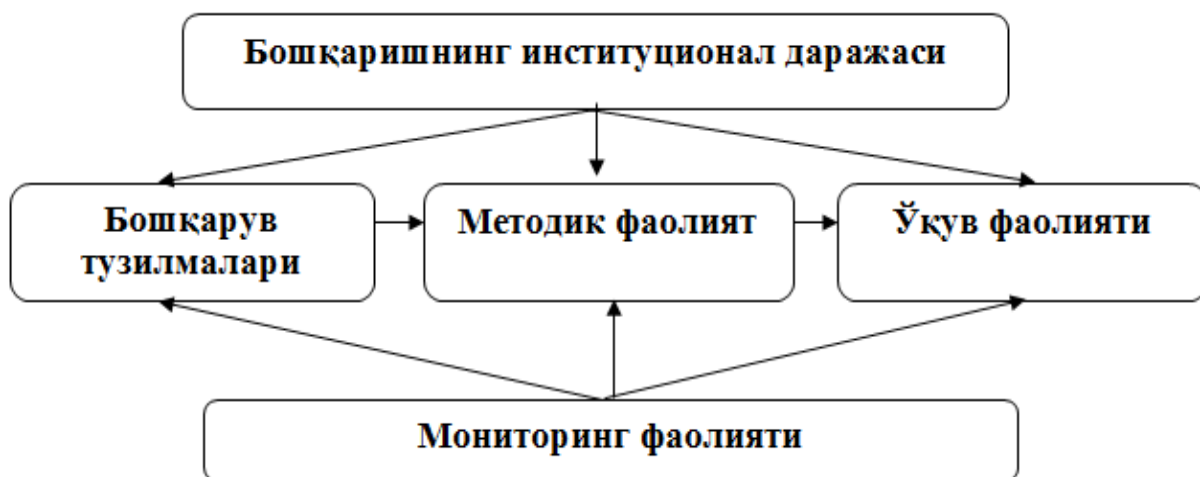 Бошқаришнинг институционал даражаси
Бошқарув
тузилмалари
Методик фаолият
Ўқув фаолияти
Мониторинг фаолияти